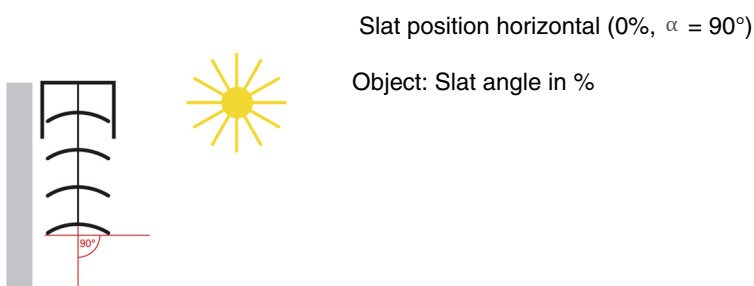 Slat position horizontal (0%, α = 90°)
Object: Slat angle in %
90°